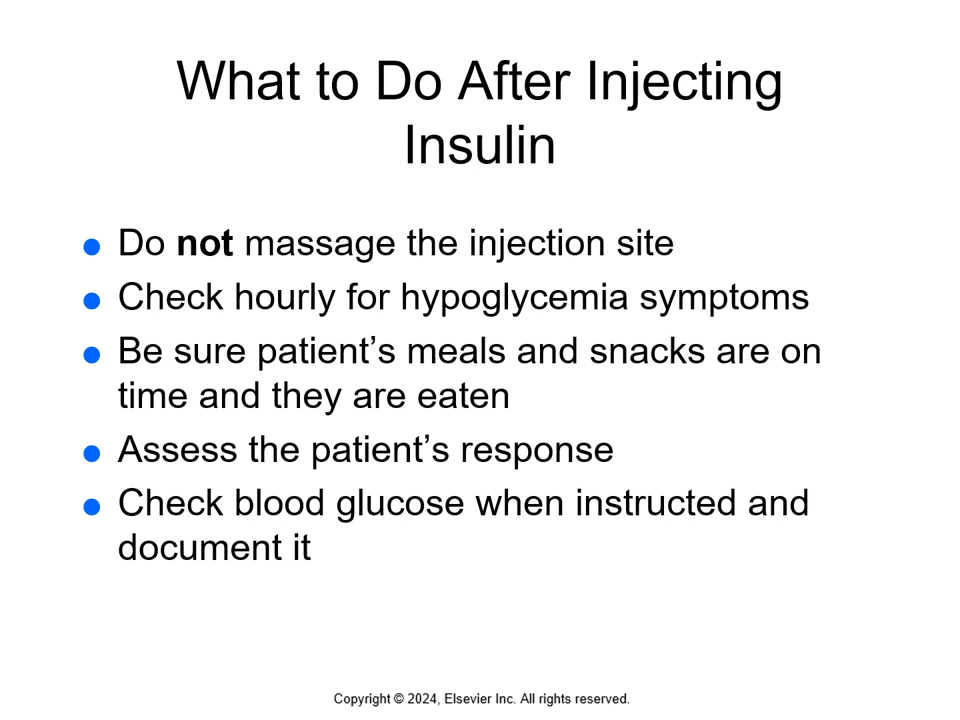 What to Do After Injecting
Insulin
● Do not massage the injection site
● Check hourly for hypoglycemia symptoms
● Be sure patient’s meals and snacks are on
time and they are eaten
● Assess the patient’s response
● Check blood glucose when instructed and
document it
Copyright © 2024, Elsevier Inc. All rights reserved.